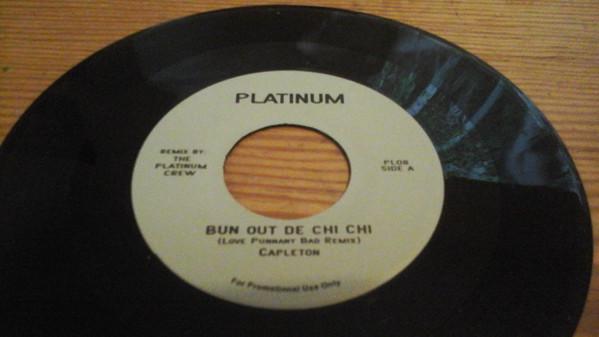 PLATINUM
REMIX BY:
THE
PLATINUM
CREW
PL08
SIDE A
BUN OUT DE CHI CHI
(LOVE PUNNANY BAD REMIX)
CAPLETON
For Promotional Use Only